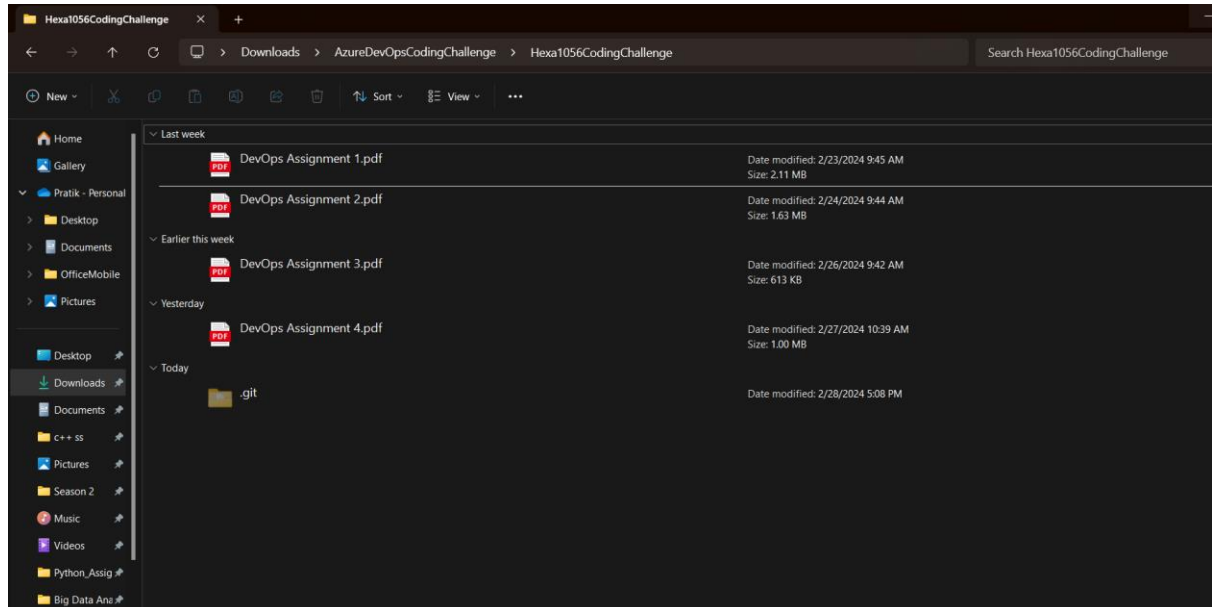 Hexa1056CodingChallenge
Downloads > AzureDevOpsCodingChallenge > Hexa1056CodingChallenge
Search Hexa1056CodingChallenge
New
Sort
View
Home
Gallery
Pratik - Personal
Desktop
Documents
OfficeMobile
Pictures
Desktop
Downloads
Documents
c++ ss
Pictures
Season 2
Music
Videos
Python_Assig
Big Data Ana
Last week
PDF DevOps Assignment 1.pdf
Date modified: 2/23/2024 9:45 AM
Size: 2.11 MB
PDF DevOps Assignment 2.pdf
Date modified: 2/24/2024 9:44 AM
Size: 1.63 MB
Earlier this week
PDF DevOps Assignment 3.pdf
Date modified: 2/26/2024 9:42 AM
Size: 613 KB
Yesterday
PDF DevOps Assignment 4.pdf
Date modified: 2/27/2024 10:39 AM
Size: 1.00 MB
Today
.git
Date modified: 2/28/2024 5:08 PM